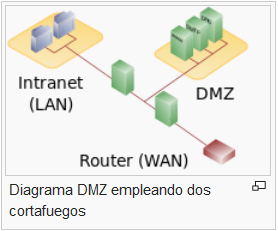 Intranet
(LAN)
DMZ
Router (WAN)
Diagrama DMZ empleando dos
cortafuegos